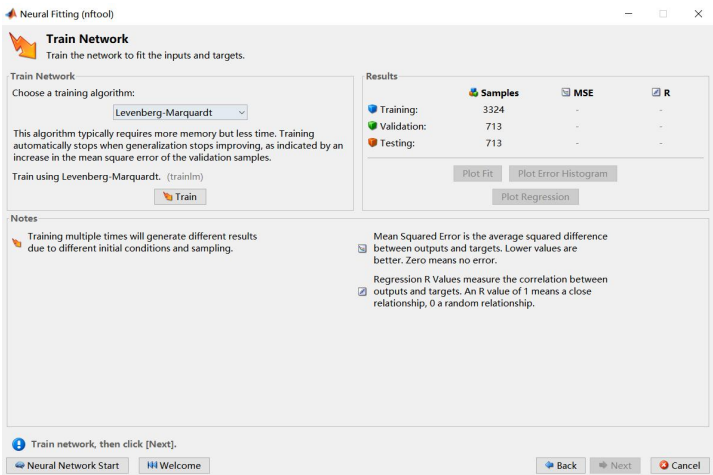 Neural Fitting (nftool)
Train Network
Train the network to fit the inputs and targets.
Train Network
Choose a training algorithm:
Levenberg-Marquardt
This algorithm typically requires more memory but less time. Training
automatically stops when generalization stops improving, as indicated by an
increase in the mean square error of the validation samples.
Train using Levenberg-Marquardt. (trainlm)
Train
Results
Samples MSE R
Training: 3324 - -
Validation: 713 - -
Testing: 713 - -
Plot Fit Plot Error Histogram
Plot Regression
Notes
Training multiple times will generate different results
due to different initial conditions and sampling.
Mean Squared Error is the average squared difference
between outputs and targets. Lower values are
better. Zero means no error.
Regression R Values measure the correlation between
outputs and targets. An R value of 1 means a close
relationship, 0 a random relationship.
Train network, then click [Next].
Neural Network Start Welcome Back Next Cancel